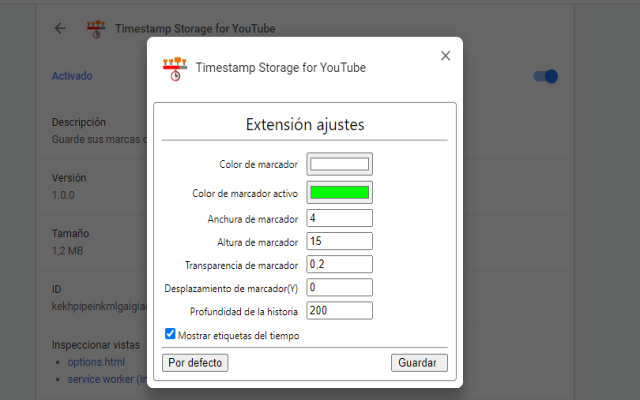 Timestamp Storage for YouTube
Activado
Descripción
Guarde sus marcas
Versión
1.0.0
Tamaño
1,2 MB
ID
Inspeccionar vistas
options.html
service worker
Timestamp Storage for YouTube
Extensión ajustes
Color de marcador
Color de marcador activo
Anchura de marcador 4
Altura de marcador 15
Transparencia de marcador 0,2
Desplazamiento de marcador(Y) 0
Profundidad de la historia 200
Mostrar etiquetas del tiempo
Por defecto Guardar